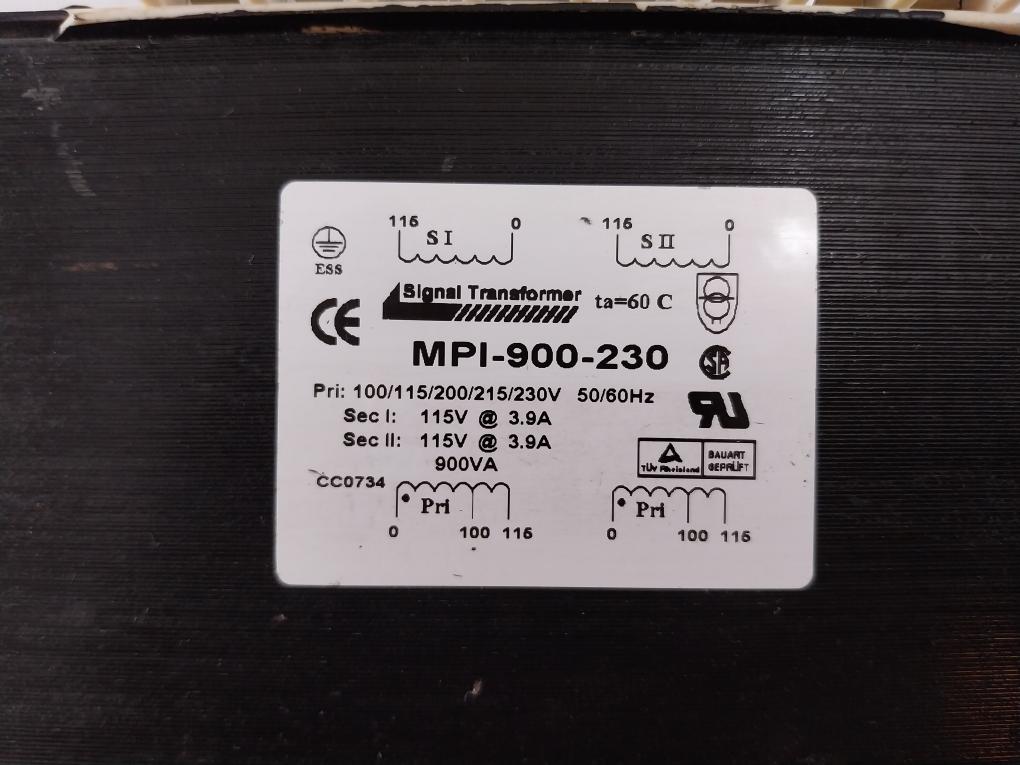 115 0 115 0
S I S II
ESS
Signal Transformer ta=60 C
CE
MPI-900-230
Pri: 100/115/200/215/230V 50/60Hz
Sec I: 115V @ 3.9A
Sec II: 115V @ 3.9A
900VA
TÜV Rheinland BAUART GEPRÜFT
CC0734
Pri Pri
0 100 115 0 100 115